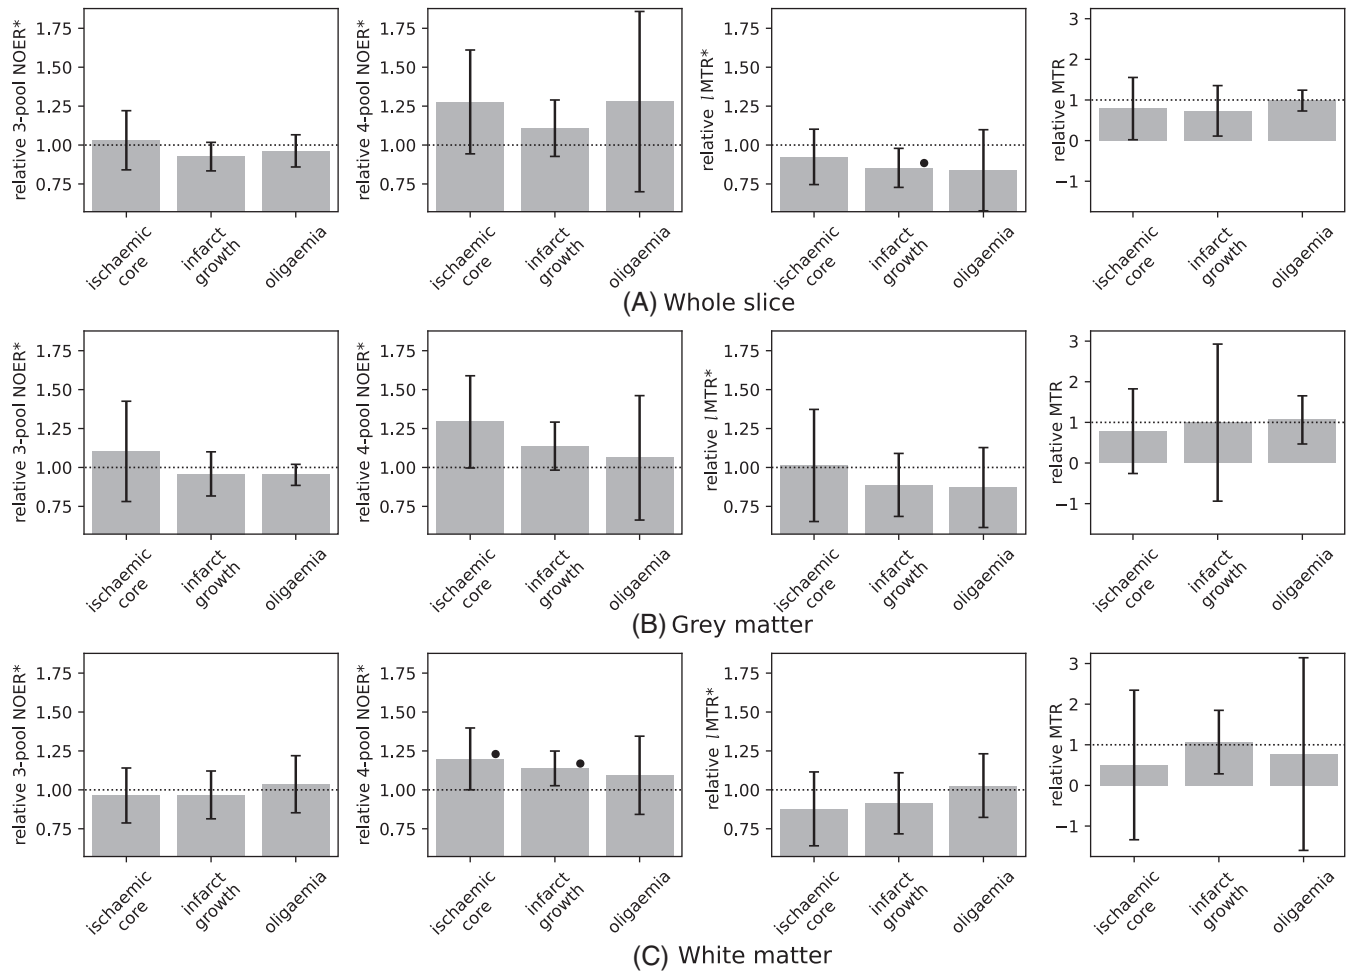 relative 3-pool NOER*
1.75
1.50
1.25
1.00
0.75
ischaemic
core
infarct
growth
oligaemia
relative 4-pool NOER*
1.75
1.50
1.25
1.00
0.75
ischaemic
core
infarct
growth
oligaemia
relative lMTR*
1.75
1.50
1.25
1.00
0.75
ischaemic
core
infarct
growth
oligaemia
relative MTR
3
2
1
0
−1
ischaemic
core
infarct
growth
oligaemia
(A) Whole slice
relative 3-pool NOER*
1.75
1.50
1.25
1.00
0.75
ischaemic
core
infarct
growth
oligaemia
relative 4-pool NOER*
1.75
1.50
1.25
1.00
0.75
ischaemic
core
infarct
growth
oligaemia
relative lMTR*
1.75
1.50
1.25
1.00
0.75
ischaemic
core
infarct
growth
oligaemia
relative MTR
3
2
1
0
−1
ischaemic
core
infarct
growth
oligaemia
(B) Grey matter
relative 3-pool NOER*
1.75
1.50
1.25
1.00
0.75
ischaemic
core
infarct
growth
oligaemia
relative 4-pool NOER*
1.75
1.50
1.25
1.00
0.75
ischaemic
core
infarct
growth
oligaemia
relative lMTR*
1.75
1.50
1.25
1.00
0.75
ischaemic
core
infarct
growth
oligaemia
relative MTR
3
2
1
0
−1
ischaemic
core
infarct
growth
oligaemia
(C) White matter